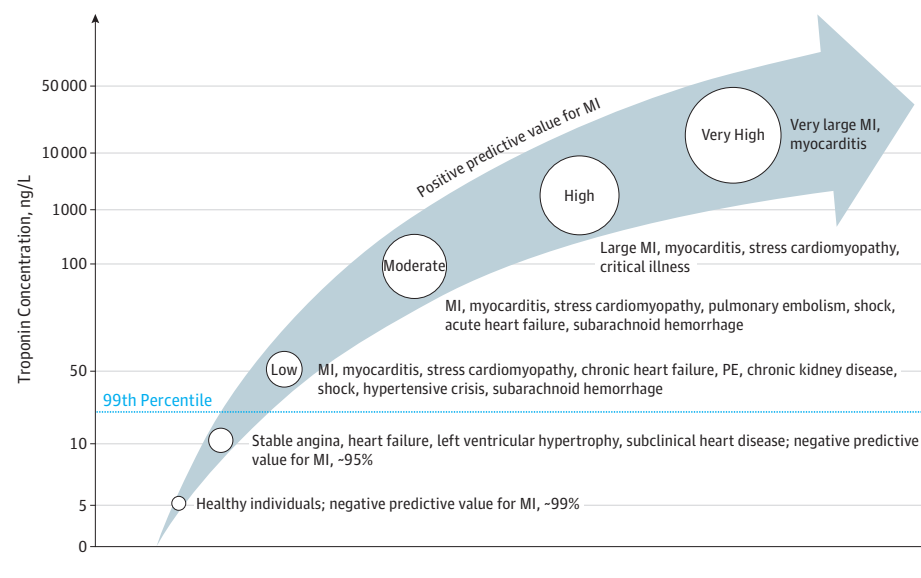 50 000
10 000
1000
100
50
10
5
0
Troponin Concentration, ng/L
99th Percentile
Positive predictive value for MI
Very High
Very large MI,
myocarditis
High
Large MI, myocarditis, stress cardiomyopathy,
critical illness
Moderate
MI, myocarditis, stress cardiomyopathy, pulmonary embolism, shock,
acute heart failure, subarachnoid hemorrhage
Low
MI, myocarditis, stress cardiomyopathy, chronic heart failure, PE, chronic kidney disease,
shock, hypertensive crisis, subarachnoid hemorrhage
Stable angina, heart failure, left ventricular hypertrophy, subclinical heart disease; negative predictive
value for MI, ~95%
Healthy individuals; negative predictive value for MI, ~99%